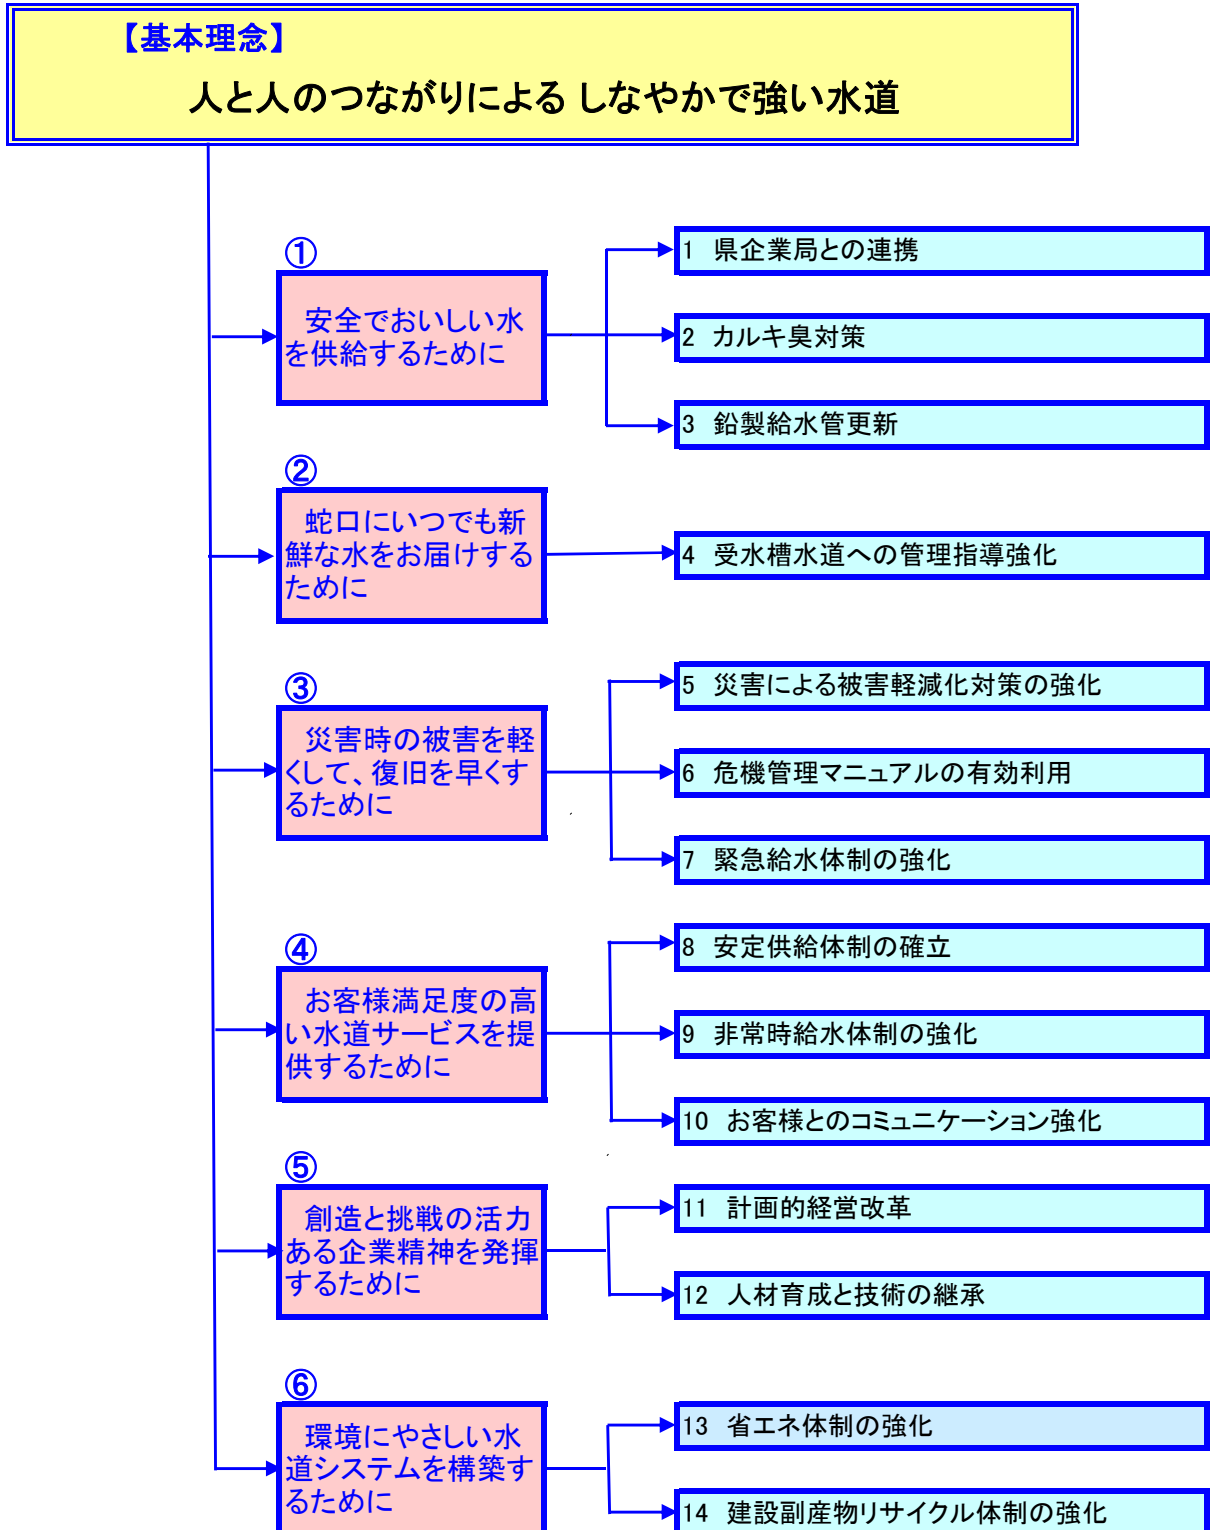 【基本理念】
人と人のつながりによる しなやかで強い水道
①
安全でおいしい水
を供給するために
1 県企業局との連携
2 カルキ臭対策
3 鉛製給水管更新
②
蛇口にいつでも新
鮮な水をお届けする
ために
4 受水槽水道への管理指導強化
③
災害時の被害を軽
くして、復旧を早くす
るために
5 災害による被害軽減化対策の強化
6 危機管理マニュアルの有効利用
7 緊急給水体制の強化
④
お客様満足度の高
い水道サービスを提
供するために
8 安定供給体制の確立
9 非常時給水体制の強化
10 お客様とのコミュニケーション強化
⑤
創造と挑戦の活力
ある企業精神を発揮
するために
11 計画的経営改革
12 人材育成と技術の継承
⑥
環境にやさしい水
道システムを構築す
るために
13 省エネ体制の強化
14 建設副産物リサイクル体制の強化